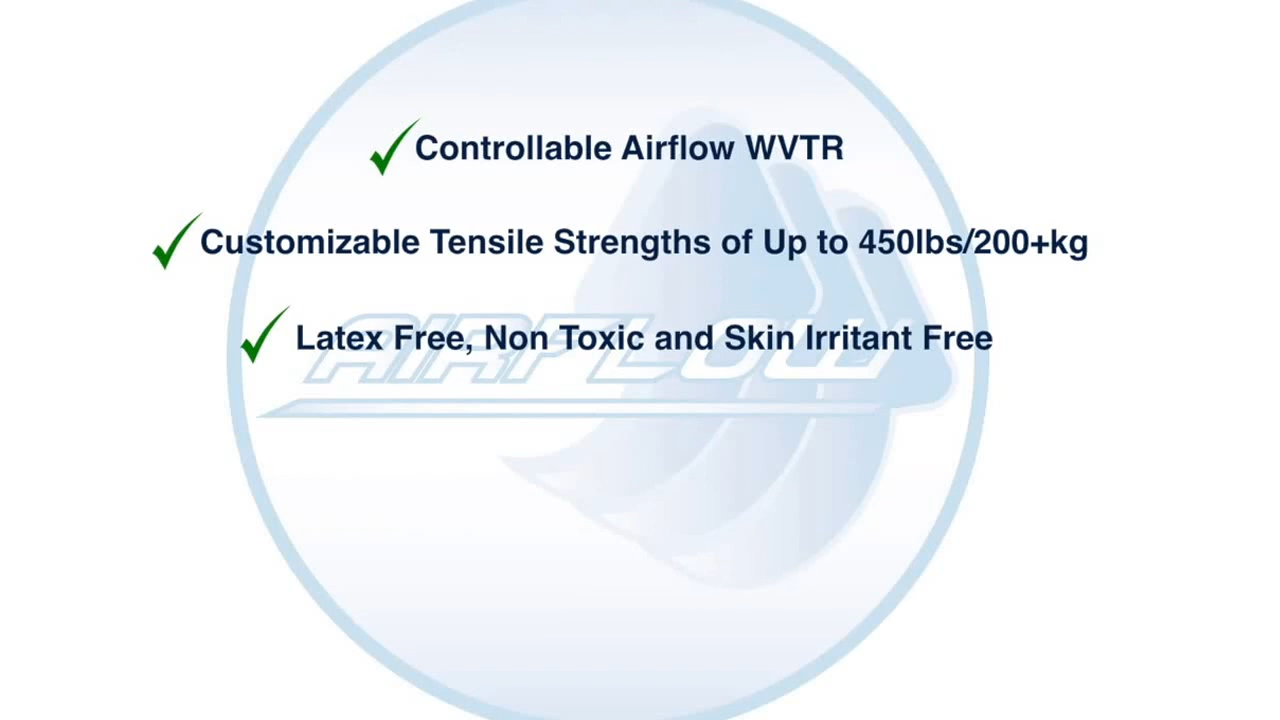 Controllable Airflow WVTR
Customizable Tensile Strengths of Up to 450lbs/200+kg
Latex Free, Non Toxic and Skin Irritant Free
AIRFLOW